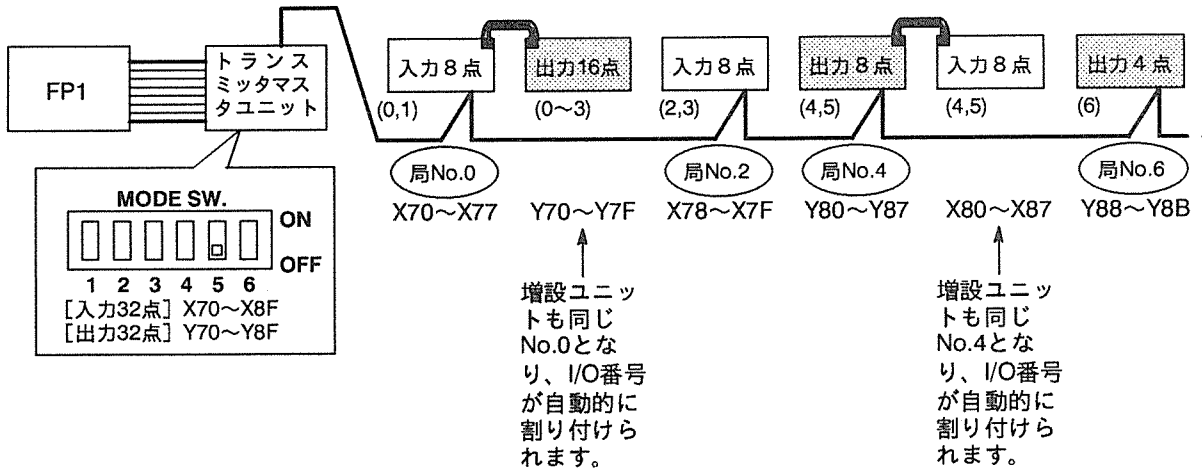 FP1
トランス
ミッタマス
タユニット
入力8点
出力16点
入力8点
出力8点
入力8点
出力4点
(0,1)
(0～3)
(2,3)
(4,5)
(4,5)
(6)
局No.0
局No.2
局No.4
局No.6
X70～X77
Y70～Y7F
X78～X7F
Y80～Y87
X80～X87
Y88～Y8B
MODE SW.
ON
OFF
1 2 3 4 5 6
[入力32点] X70～X8F
[出力32点] Y70～Y8F
増設ユニッ
トも同じ
No.0とな
り、I/O番号
が自動的に
割り付けら
れます。
増設ユニッ
トも同じ
No.4とな
り、I/O番号
が自動的に
割り付けら
れます。